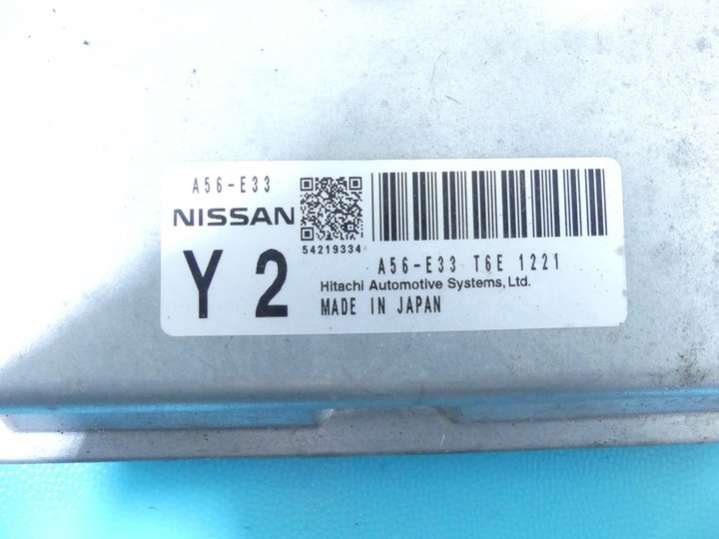 A56-E33
NISSAN
54219334
Y 2
A56-E33 T6E 1221
Hitachi Automotive Systems, Ltd.
MADE IN JAPAN